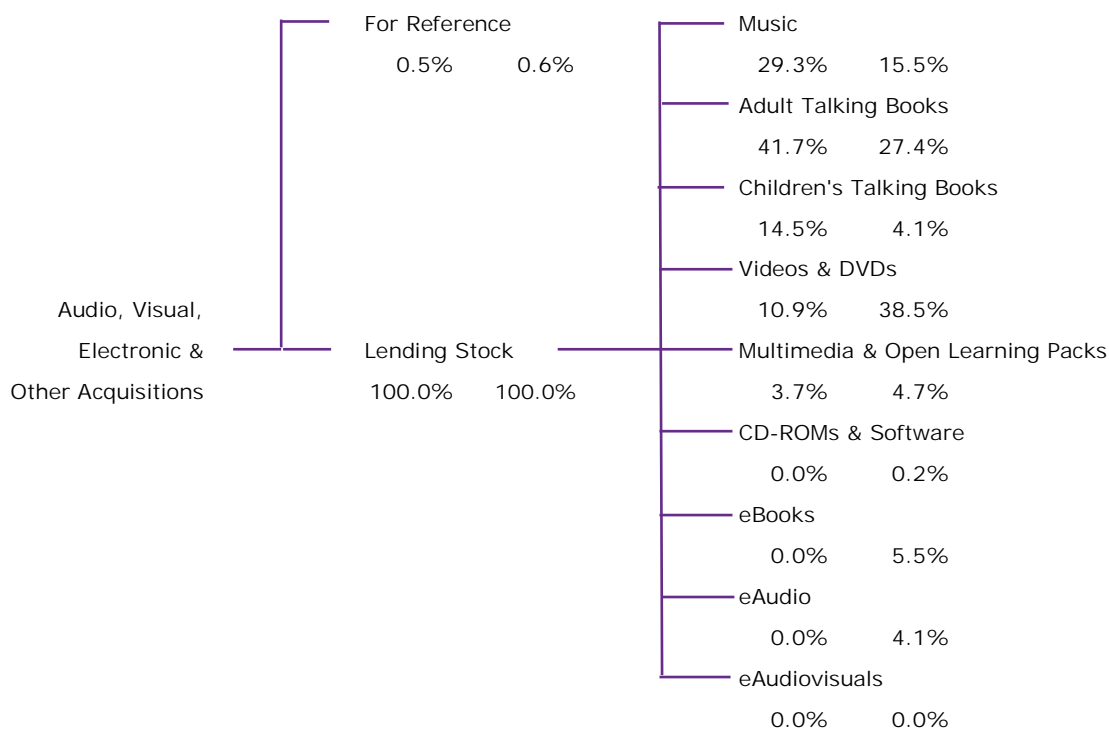 For Reference
0.5% 0.6%
Audio, Visual,
Electronic &
Other Acquisitions
Lending Stock
100.0% 100.0%
Music
29.3% 15.5%
Adult Talking Books
41.7% 27.4%
Children's Talking Books
14.5% 4.1%
Videos & DVDs
10.9% 38.5%
Multimedia & Open Learning Packs
3.7% 4.7%
CD-ROMs & Software
0.0% 0.2%
eBooks
0.0% 5.5%
eAudio
0.0% 4.1%
eAudiovisuals
0.0% 0.0%